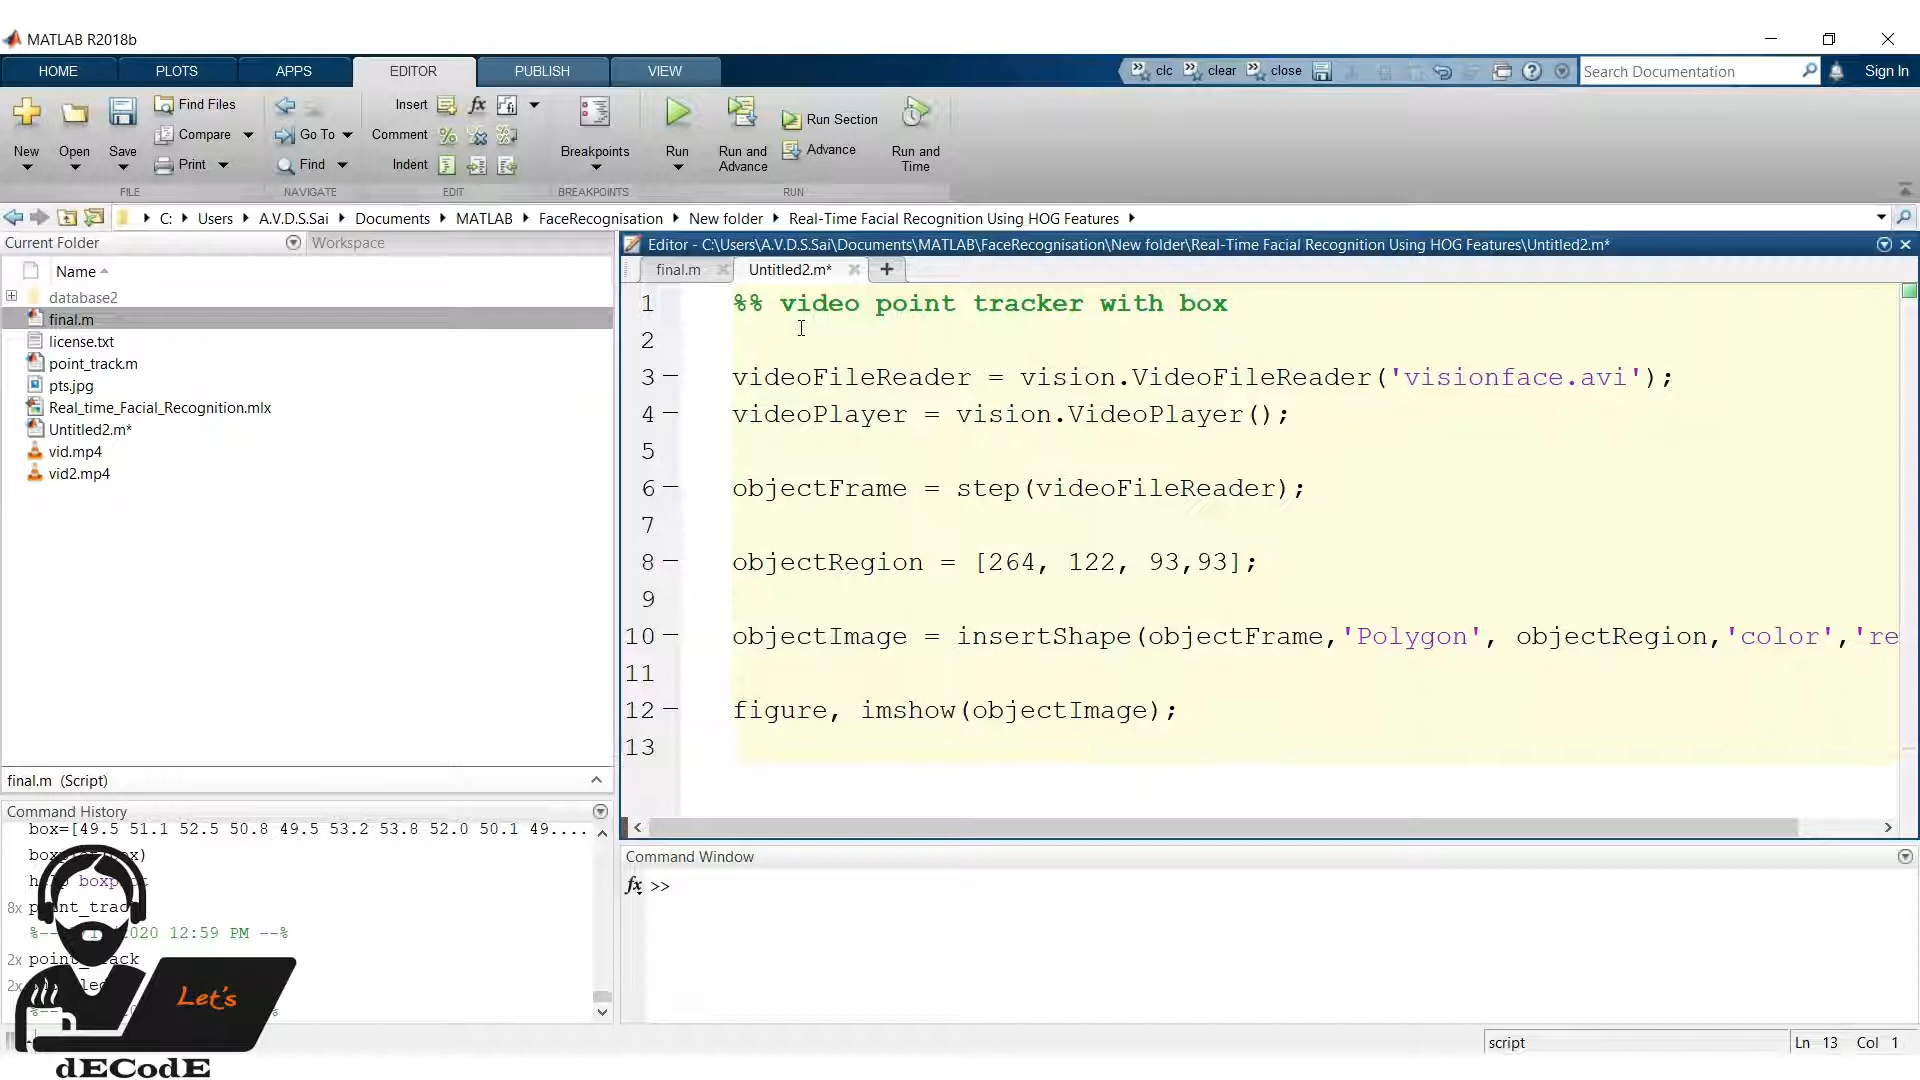 MATLAB R2018b
HOME PLOTS APPS EDITOR PUBLISH VIEW
clc clear close
Search Documentation
Sign In
New Open Save
Find Files
Compare
Print
Go To
Find
Insert
Comment
Indent
Breakpoints
Run
Run and Advance
Run Section
Advance
Run and Time
FILE NAVIGATE EDIT BREAKPOINTS RUN
C: Users A.V.D.S.Sai Documents MATLAB FaceRecognisation New folder Real-Time Facial Recognition Using HOG Features
Current Folder
Workspace
Name
database2
final.m
license.txt
point_track.m
pts.jpg
Real_time_Facial_Recognition.mlx
Untitled2.m*
vid.mp4
vid2.mp4
final.m (Script)
Command History
box=[49.5 51.1 52.5 50.8 49.5 53.2 53.8 52.0 50.1 49....
8x
2020 12:59 PM --%
2x
2x
Let's
dECodE
Editor - C:\Users\A.V.D.S.Sai\Documents\MATLAB\FaceRecognisation\New folder\Real-Time Facial Recognition Using HOG Features\Untitled2.m*
final.m Untitled2.m*
1 %% video point tracker with box
2
3 videoFileReader = vision.VideoFileReader('visionface.avi');
4 videoPlayer = vision.VideoPlayer();
5
6 objectFrame = step(videoFileReader);
7
8 objectRegion = [264, 122, 93,93];
9
10 objectImage = insertShape(objectFrame,'Polygon', objectRegion,'color','re
11
12 figure, imshow(objectImage);
13
Command Window
fx >>
script
Ln 13 Col 1